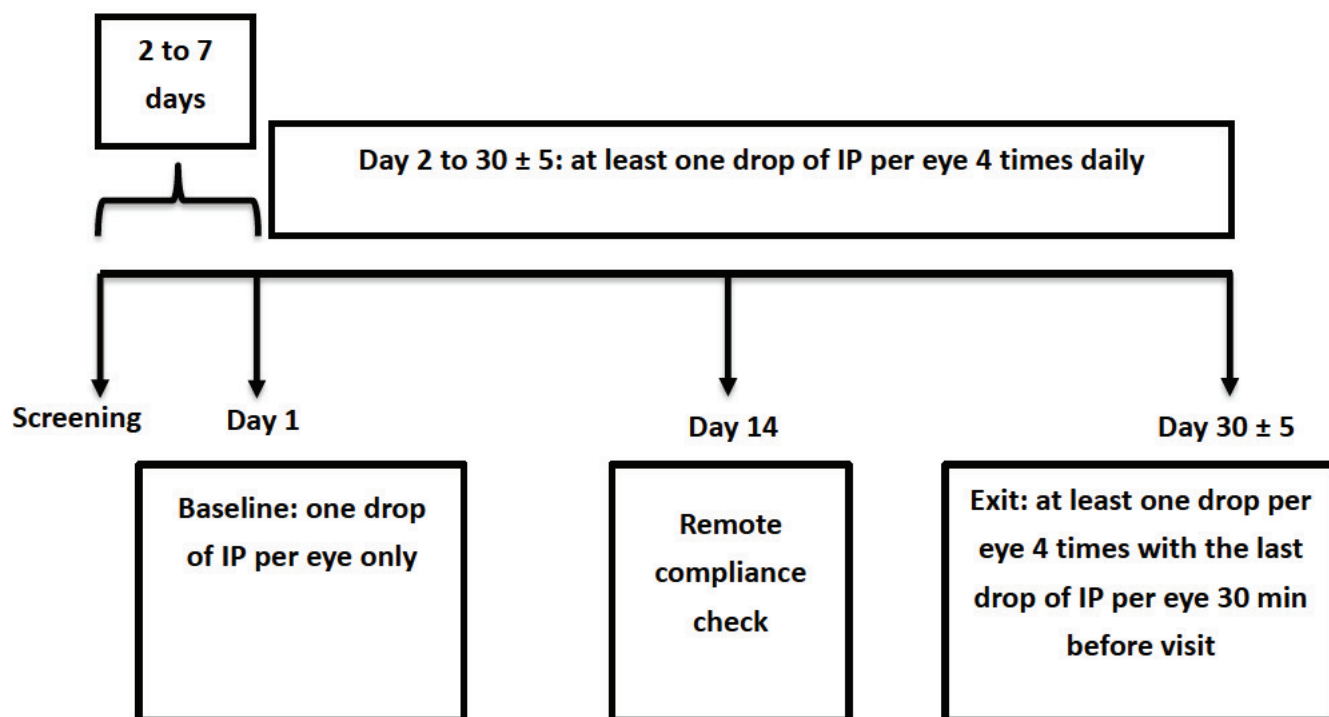 2 to 7
days
Day 2 to 30 ± 5: at least one drop of IP per eye 4 times daily
Screening
Day 1
Day 14
Day 30 ± 5
Baseline: one drop
of IP per eye only
Remote
compliance
check
Exit: at least one drop per
eye 4 times with the last
drop of IP per eye 30 min
before visit